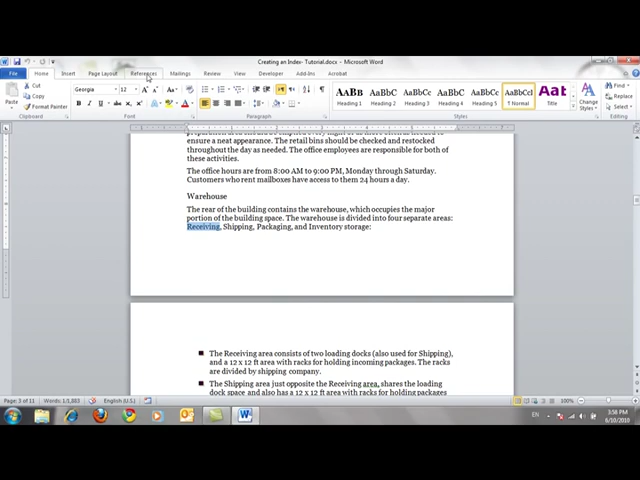 Creating an Index- Tutorial.docx - Microsoft Word
File Home Insert Page Layout References Mailings Review View Developer Add-Ins Acrobat
Cut
Copy
Format Painter
Paste
Clipboard
Georgia 12
Font
Paragraph
AaBb AaBbC AaBbCc AaBbCc AaBbC AaBbCcl Aat
Heading 1 Heading 2 Heading 3 Heading 4 Heading 5 ¶ Normal Title
Styles
Change Styles
Find
Replace
Select
Editing
ensure a neat appearance. The retail bins should be checked and restocked
throughout the day as needed. The office employees are responsible for both of
these activities.
The office hours are from 8:00 AM to 9:00 PM, Monday through Saturday.
Customers who rent mailboxes have access to them 24 hours a day.
Warehouse
The rear of the building contains the warehouse, which occupies the major
portion of the building space. The warehouse is divided into four separate areas:
Receiving, Shipping, Packaging, and Inventory storage:
The Receiving area consists of two loading docks (also used for Shipping),
and a 12 x 12 ft area with racks for holding incoming packages. The racks
are divided by shipping company.
The Shipping area just opposite the Receiving area, shares the loading
dock space and also has a 12 x 12 ft area with racks for holding packages
Page: 3 of 11 Words: 1/1,883 English (U.S.) 100%
EN 3:58 PM
6/10/2010